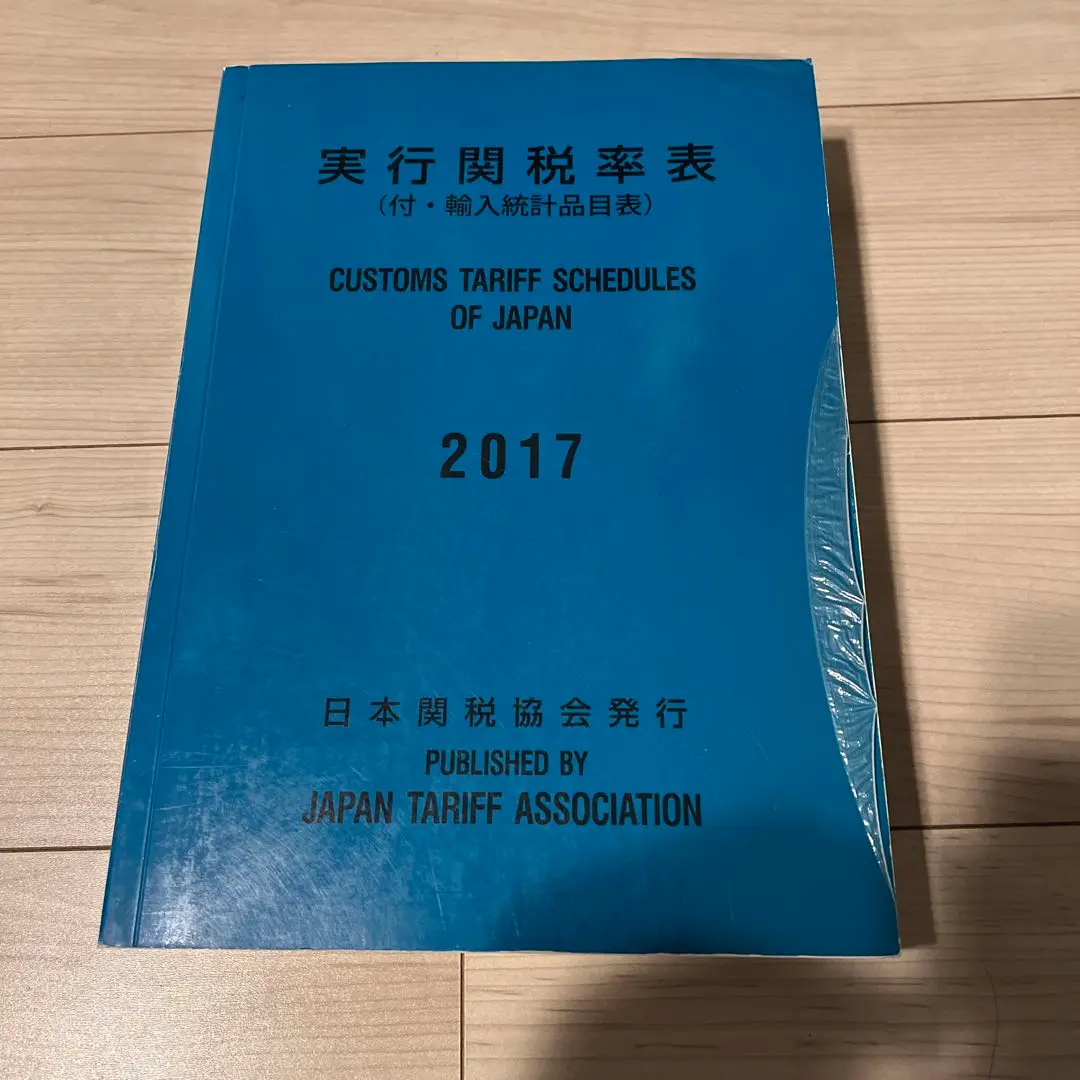 実行関税率表
（付・輸入統計品目表）
CUSTOMS TARIFF SCHEDULES
OF JAPAN
2017
日本関税協会発行
PUBLISHED BY
JAPAN TARIFF ASSOCIATION